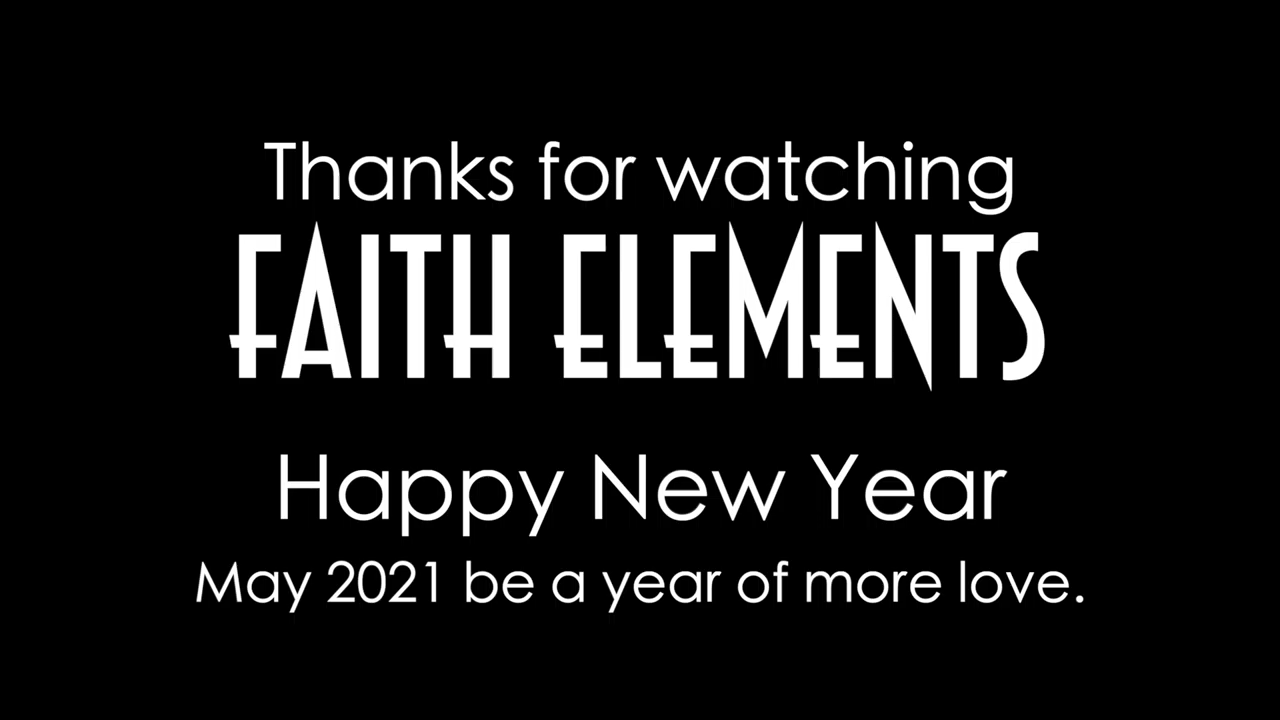 Thanks for watching
FAITH ELEMENTS
Happy New Year
May 2021 be a year of more love.